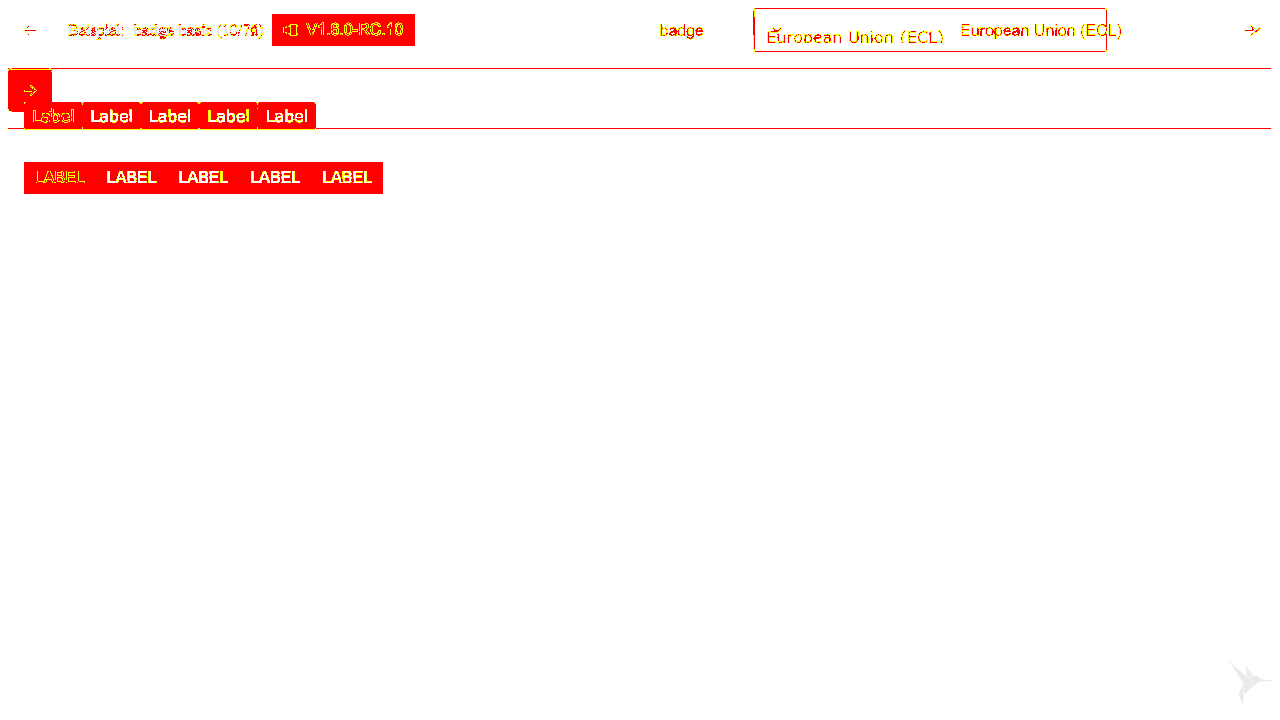 Beispiel: badge basic (10/76) V1.6.0-RC.10 badge European Union (ECL) European Union (ECL)
Label Label Label Label Label
LABEL LABEL LABEL LABEL LABEL